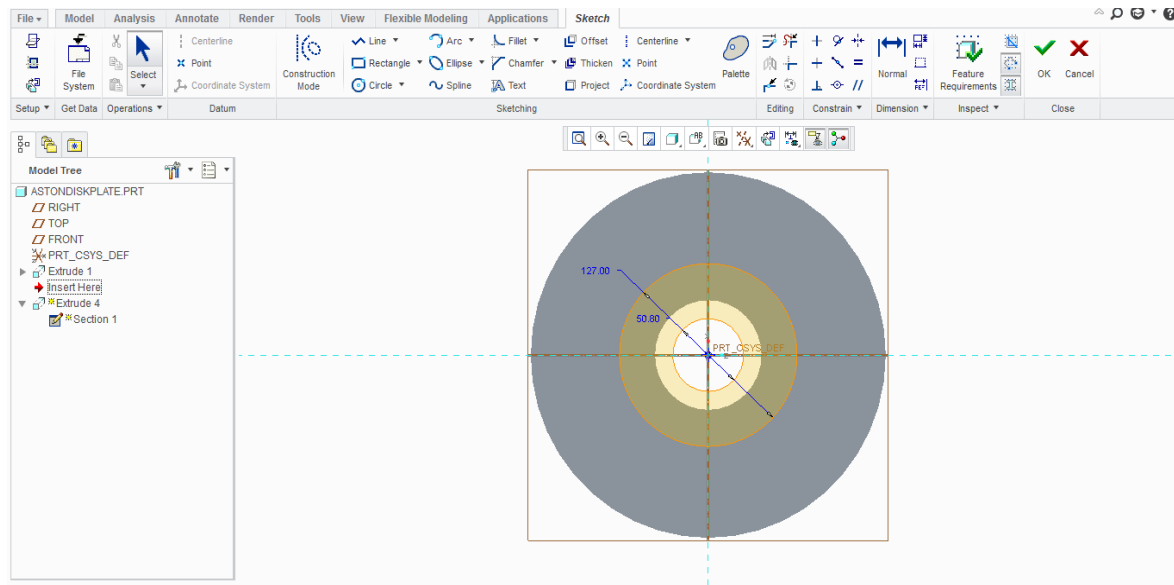 File Model Analysis Annotate Render Tools View Flexible Modeling Applications Sketch
Centerline Line Arc Fillet Offset Centerline
File System Select Point Construction Mode Rectangle Ellipse Chamfer Thicken Point Palette Normal Feature Requirements OK Cancel
Coordinate System Circle Spline Text Project Coordinate System
Setup Get Data Operations Datum Sketching Editing Constrain Dimension Inspect Close
Model Tree
ASTONDISKPLATE.PRT
RIGHT
TOP
FRONT
PRT_CSYS_DEF
Extrude 1
Insert Here
Extrude 4
Section 1
127.00
50.80
PRT_CSYS_DEF